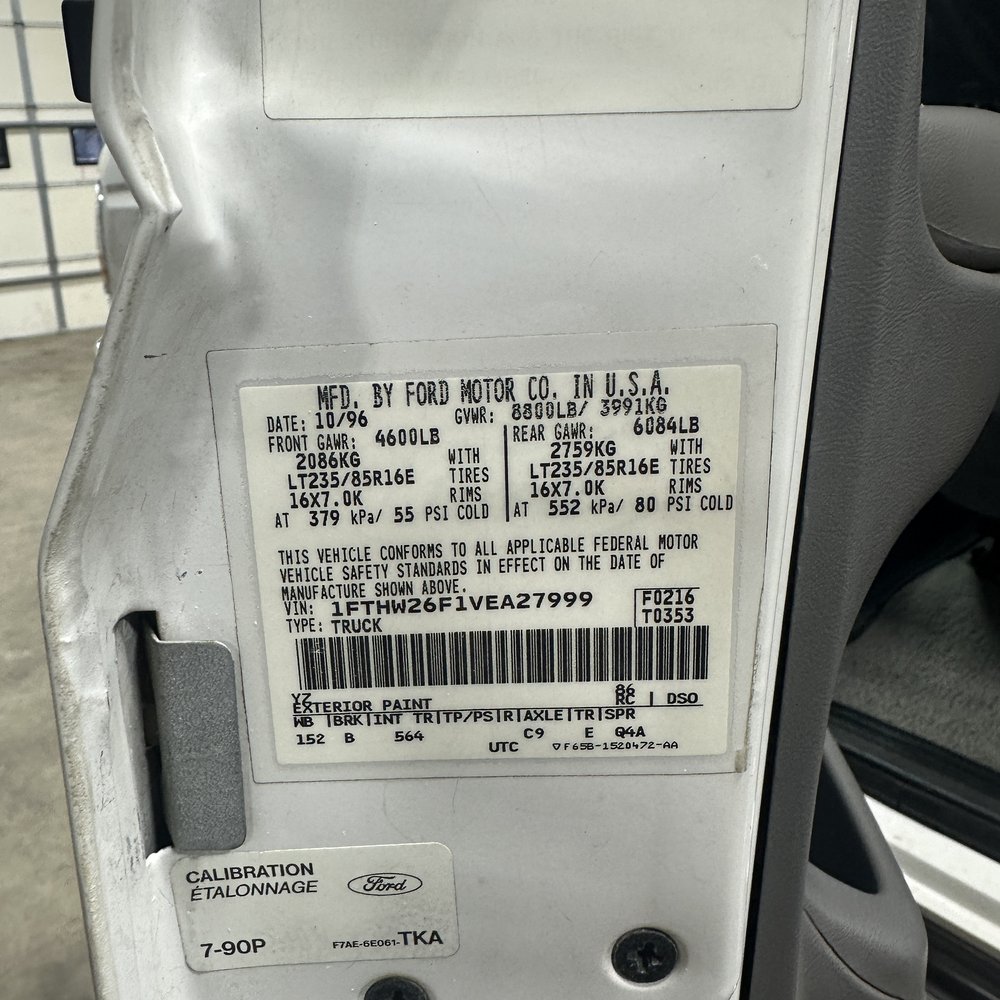 MFD. BY FORD MOTOR CO. IN U.S.A.
DATE: 10/96 GVWR: 8800LB/ 3991KG
FRONT GAWR: 4600LB REAR GAWR: 6084LB
2086KG WITH 2759KG WITH
LT235/85R16E TIRES LT235/85R16E TIRES
16X7.0K RIMS 16X7.0K RIMS
AT 379 kPa/ 55 PSI COLD AT 552 kPa/ 80 PSI COLD
THIS VEHICLE CONFORMS TO ALL APPLICABLE FEDERAL MOTOR
VEHICLE SAFETY STANDARDS IN EFFECT ON THE DATE OF
MANUFACTURE SHOWN ABOVE.
VIN: 1FTHW26F1VEA27999 F0216
TYPE: TRUCK T0353
YZ 86
EXTERIOR PAINT RC DSO
WB BRK INT TR TP/PS R AXLE TR SPR
152 B 564 C9 E Q4A
UTC ▽F65B-1520472-AA
CALIBRATION
ÉTALONNAGE Ford
7-90P F7AE-6E061-TKA